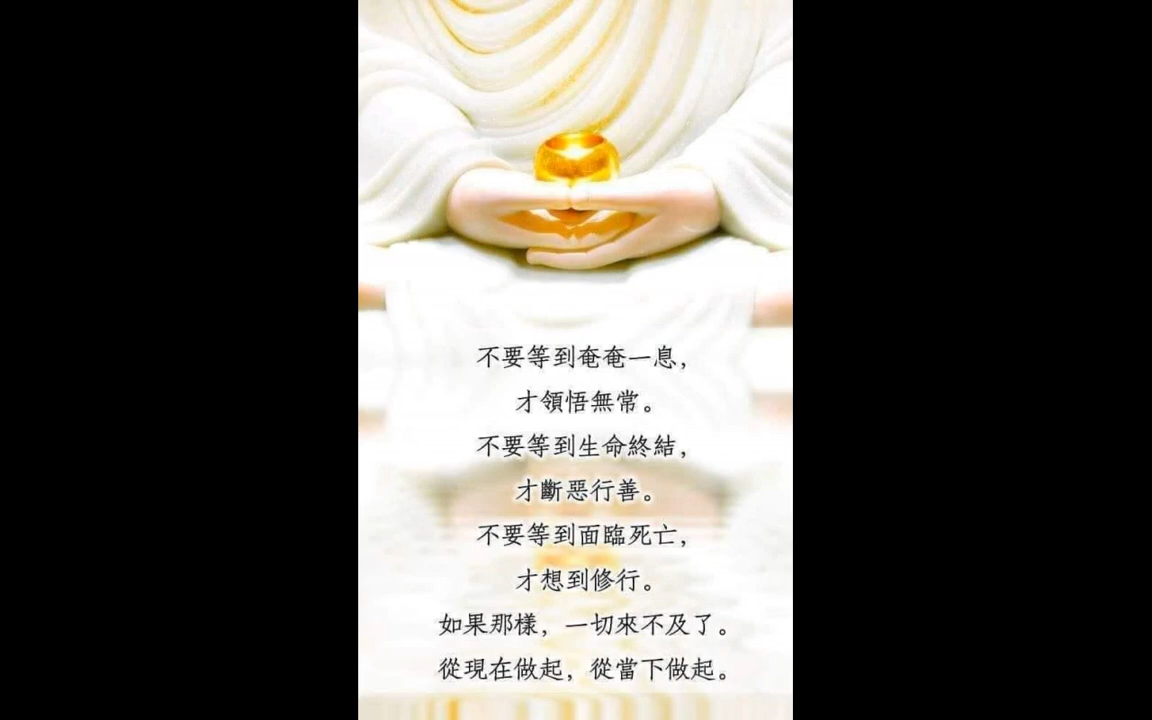 不要等到奄奄一息，
才領悟無常。
不要等到生命終結，
才斷惡行善。
不要等到面臨死亡，
才想到修行。
如果那樣，一切來不及了。
從現在做起，從當下做起。